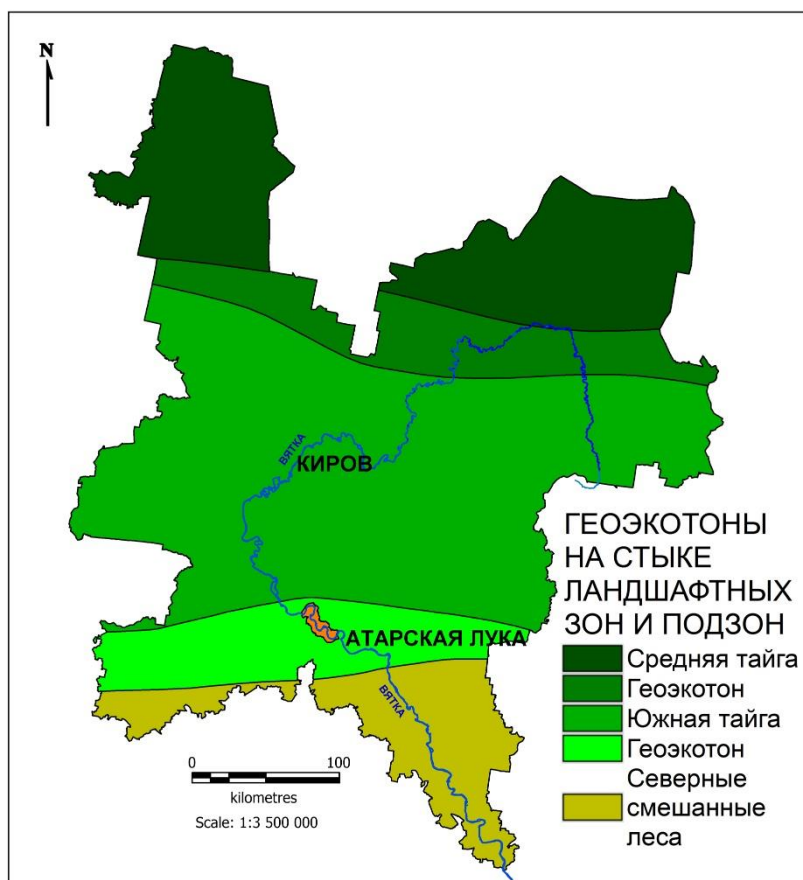 N
ВЯТКА
КИРОВ
АТАРСКАЯ ЛУКА
ВЯТКА
0 100
kilometres
Scale: 1:3 500 000
ГЕОЭКОТОНЫ
НА СТЫКЕ
ЛАНДШАФТНЫХ
ЗОН И ПОДЗОН
Средняя тайга
Геоэкотон
Южная тайга
Геоэкотон
Северные
смешанные
леса